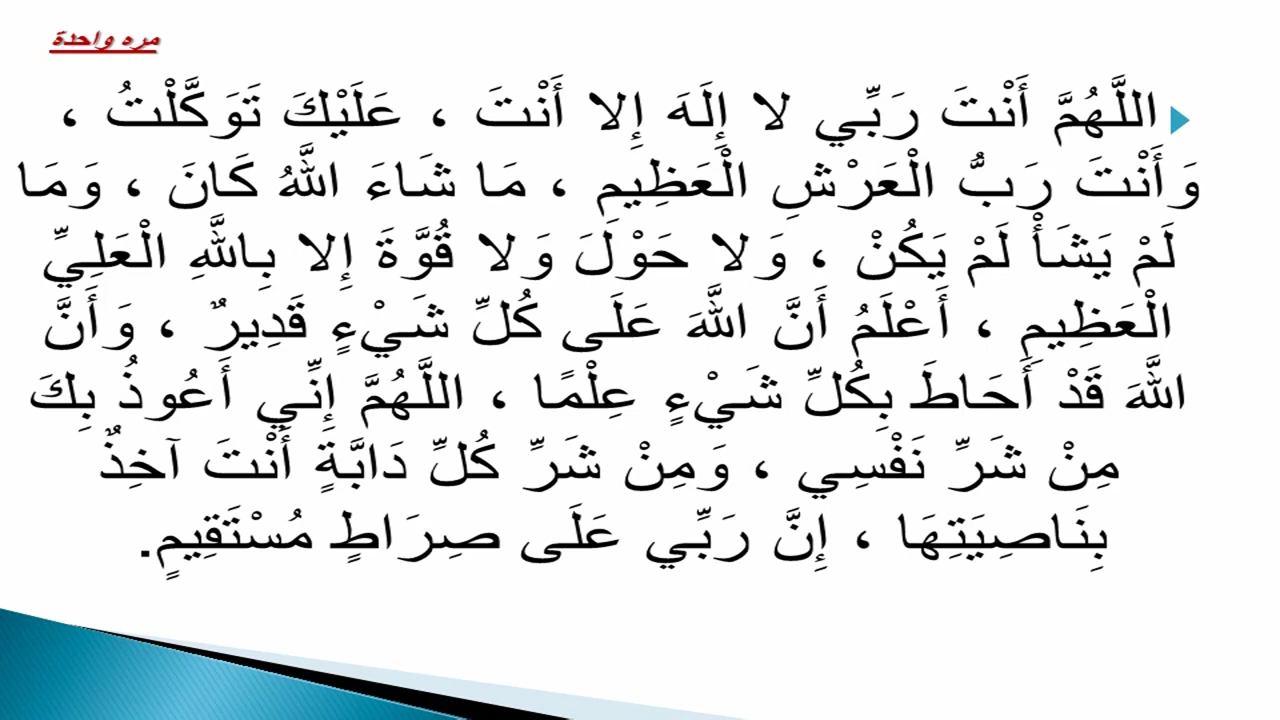 مره واحدة
اللَّهُمَّ أَنْتَ رَبِّي لا إِلَهَ إِلا أَنْتَ ، عَلَيْكَ تَوَكَّلْتُ ،
وَأَنْتَ رَبُّ الْعَرْشِ الْعَظِيمِ ، مَا شَاءَ اللَّهُ كَانَ ، وَمَا
لَمْ يَشَأْ لَمْ يَكُنْ ، وَلا حَوْلَ وَلا قُوَّةَ إِلا بِاللَّهِ الْعَلِيِّ
الْعَظِيمِ ، أَعْلَمُ أَنَّ اللَّهَ عَلَى كُلِّ شَيْءٍ قَدِيرٌ ، وَأَنَّ
اللَّهَ قَدْ أَحَاطَ بِكُلِّ شَيْءٍ عِلْمًا ، اللَّهُمَّ إِنِّي أَعُوذُ بِكَ
مِنْ شَرِّ نَفْسِي ، وَمِنْ شَرِّ كُلِّ دَابَّةٍ أَنْتَ آخِذٌ
بِنَاصِيَتِهَا ، إِنَّ رَبِّي عَلَى صِرَاطٍ مُسْتَقِيمٍ.